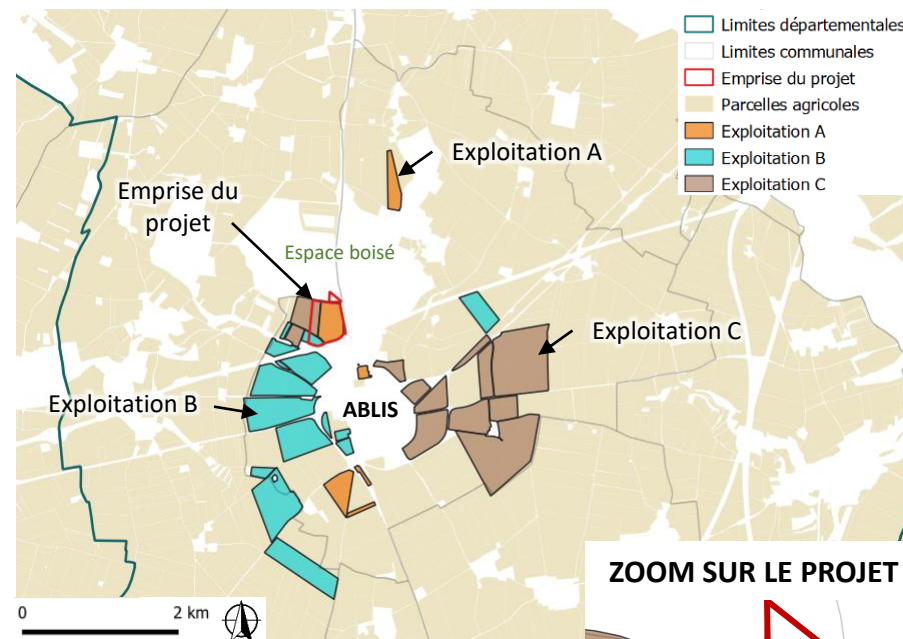 Limites départementales
Limites communales
Emprise du projet
Parcelles agricoles
Exploitation A
Exploitation B
Exploitation C
Exploitation A
Emprise du
projet
Espace boisé
Exploitation C
Exploitation B
ABLIS
ZOOM SUR LE PROJET
0 2 km